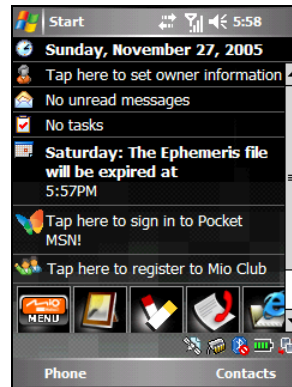 Start 5:58
Sunday, November 27, 2005
Tap here to set owner information
No unread messages
No tasks
Saturday: The Ephemeris file
will be expired at
5:57PM
Tap here to sign in to Pocket
MSN!
Tap here to register to Mio Club
Mio
MENU
Phone Contacts